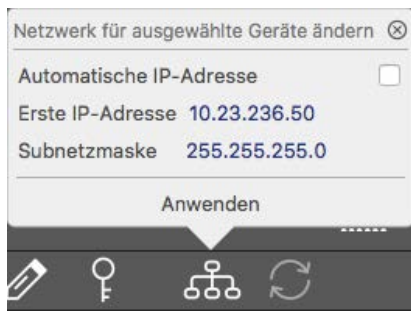 Netzwerk für ausgewählte Geräte ändern
Automatische IP-Adresse
Erste IP-Adresse 10.23.236.50
Subnetzmaske 255.255.255.0
Anwenden